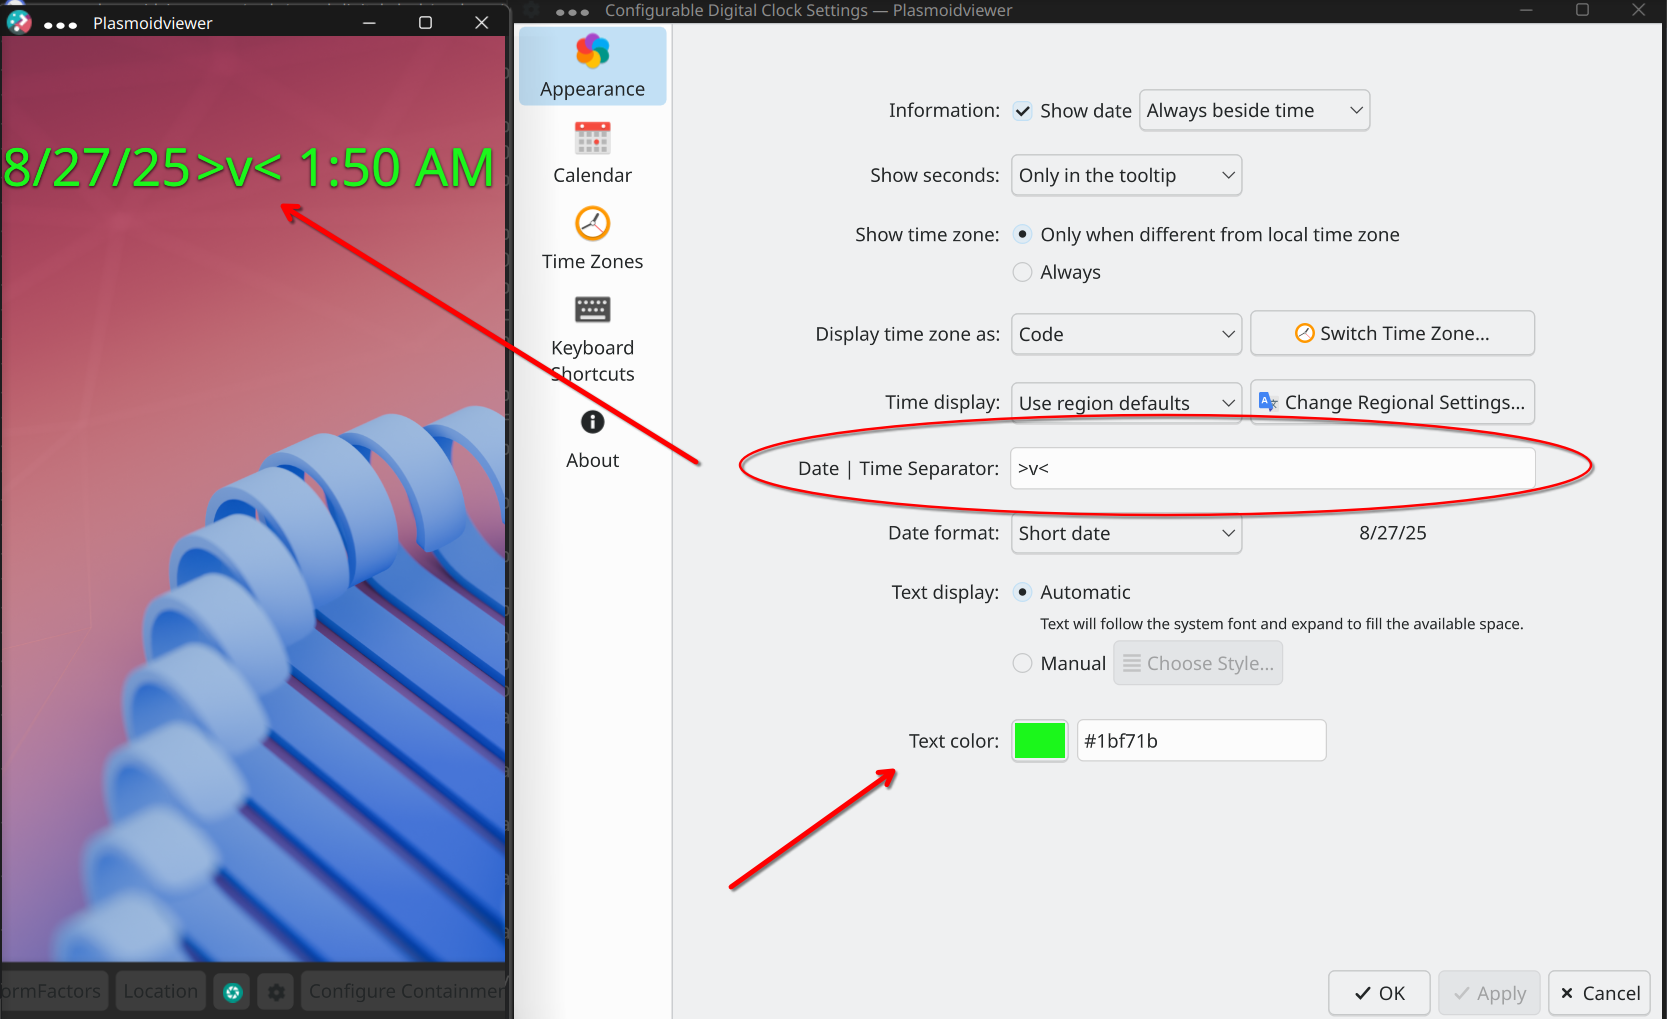 Plasmoidviewer
Configurable Digital Clock Settings — Plasmoidviewer
8/27/25>v< 1:50 AM
Appearance
Calendar
Time Zones
Keyboard
Shortcuts
About
Information: Show date Always beside time
Show seconds: Only in the tooltip
Show time zone: Only when different from local time zone
Always
Display time zone as: Code Switch Time Zone...
Time display: Use region defaults Change Regional Settings...
Date | Time Separator: >v<
Date format: Short date 8/27/25
Text display: Automatic
Text will follow the system font and expand to fill the available space.
Manual Choose Style...
Text color: #1bf71b
ormFactors Location Configure Containmen
OK Apply Cancel